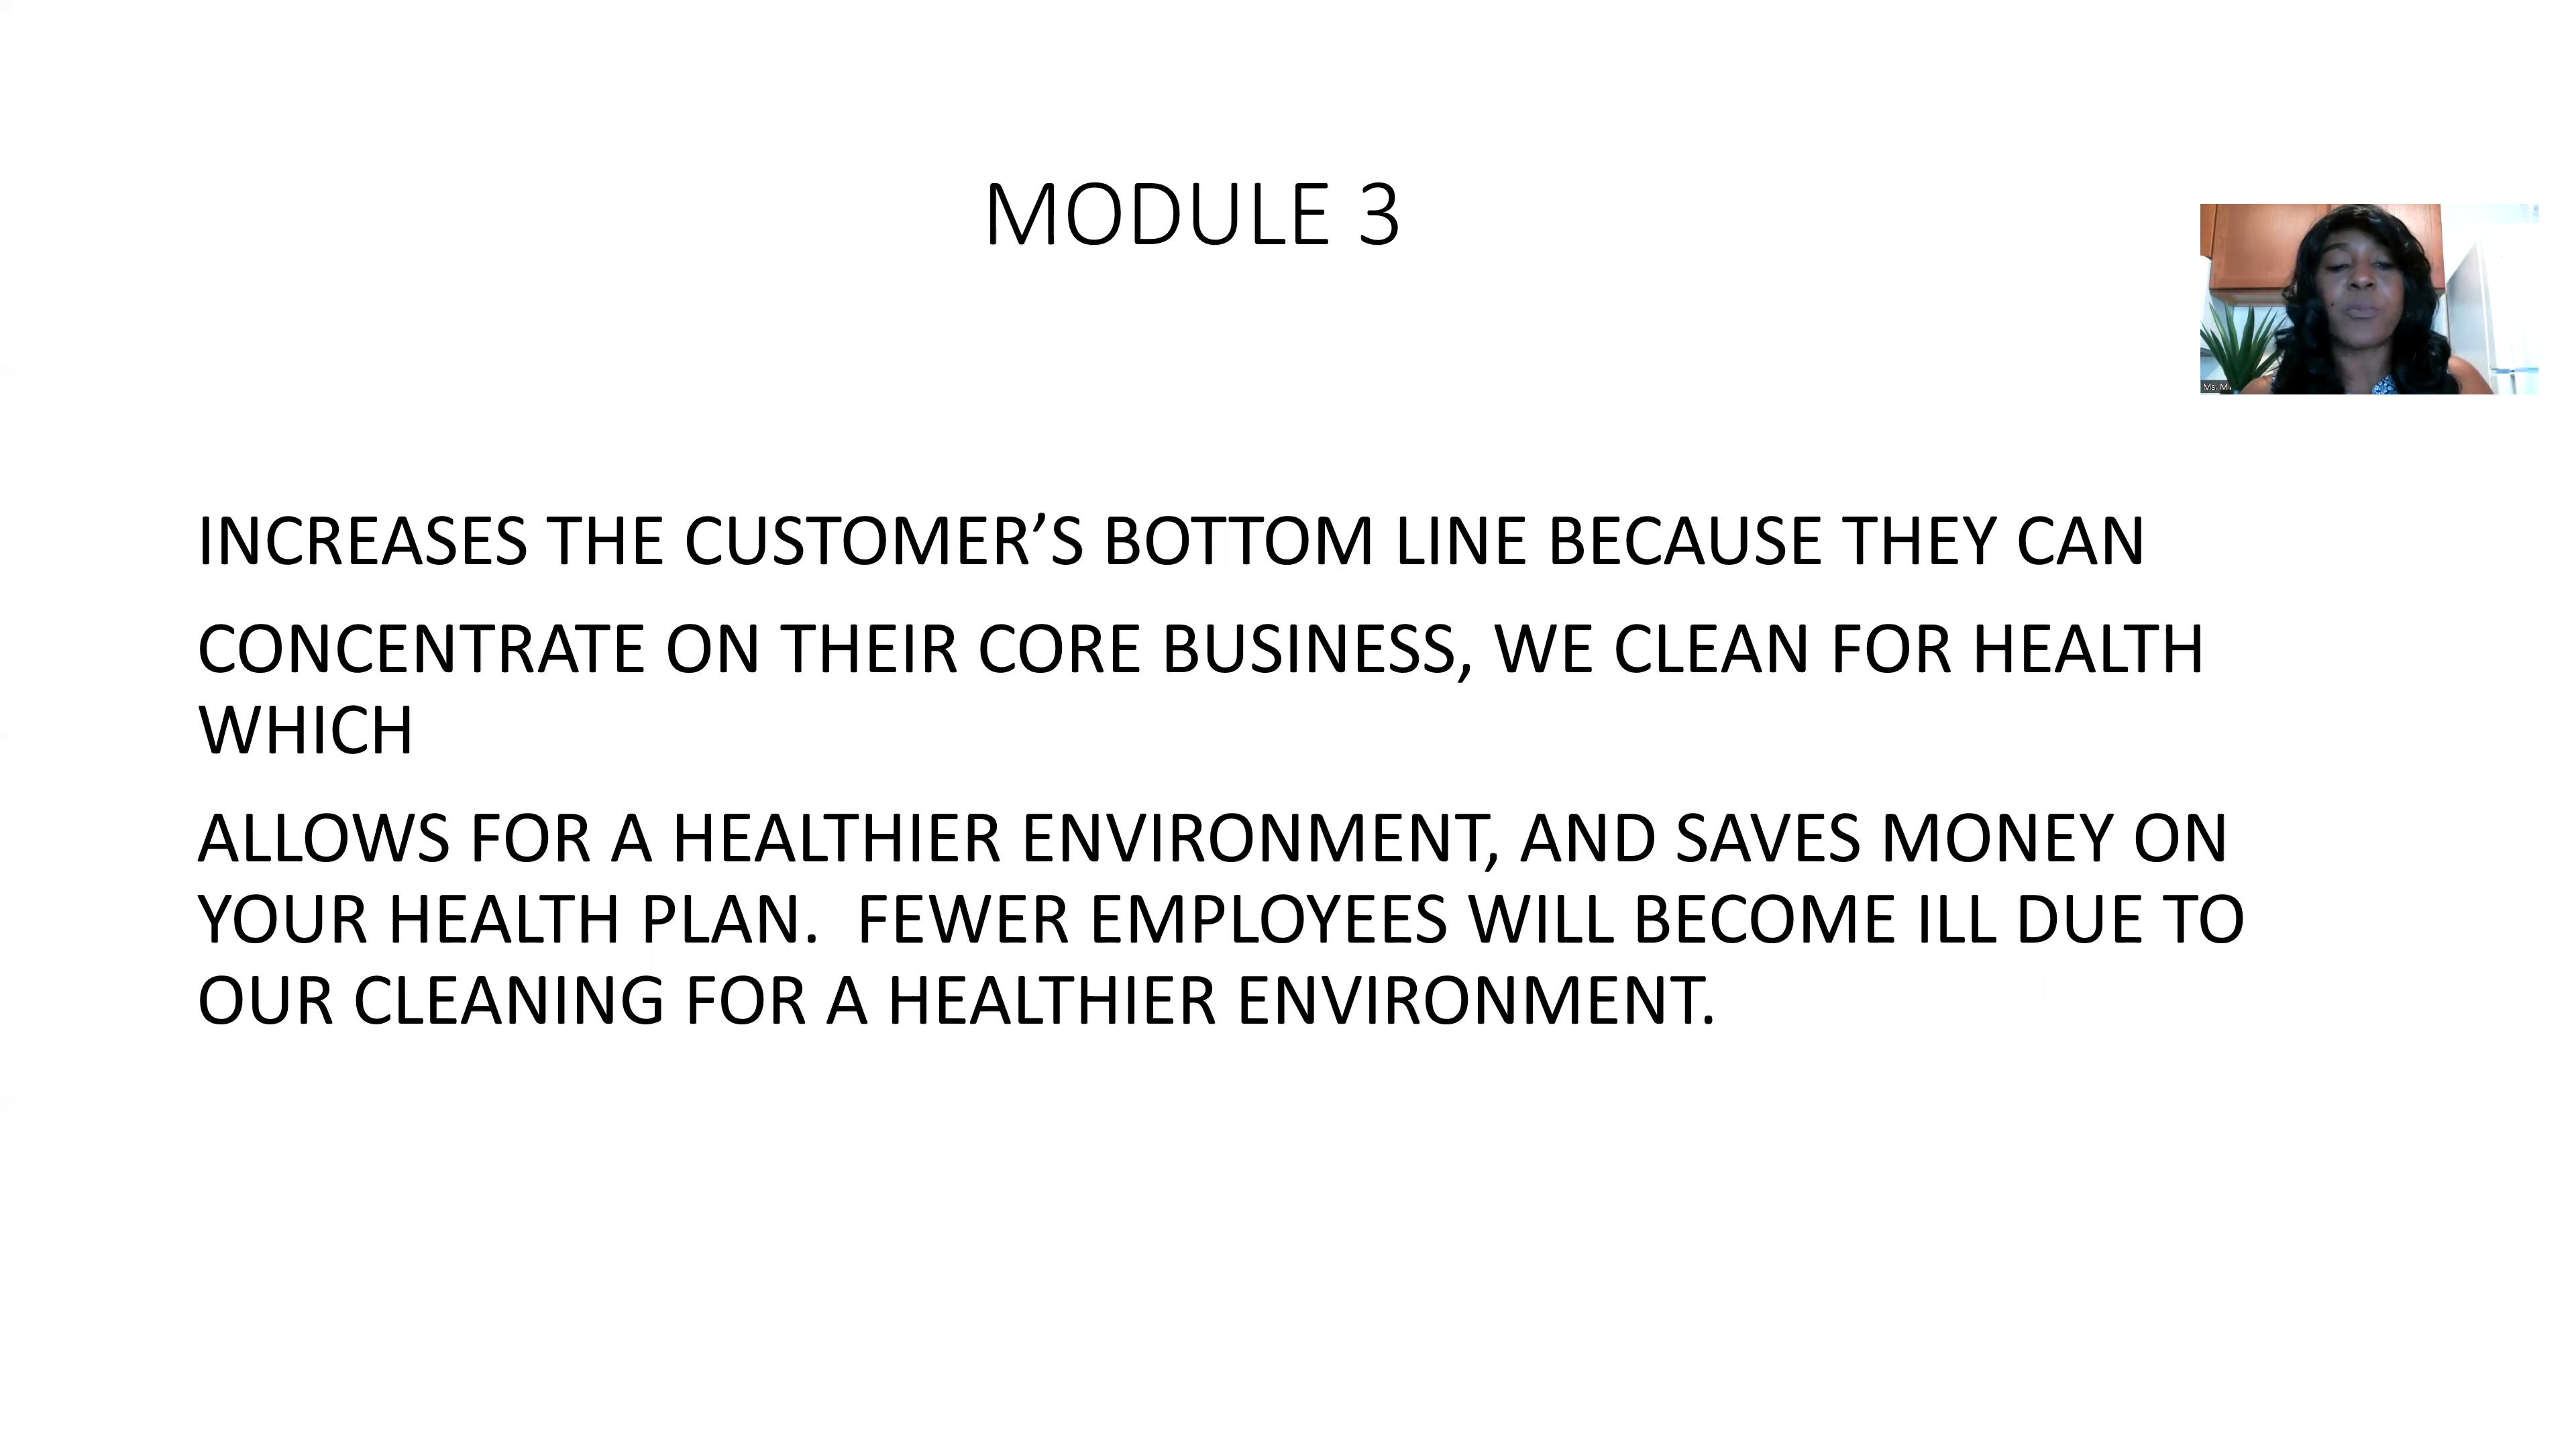 MODULE 3
Ms. M
INCREASES THE CUSTOMER’S BOTTOM LINE BECAUSE THEY CAN
CONCENTRATE ON THEIR CORE BUSINESS, WE CLEAN FOR HEALTH
WHICH
ALLOWS FOR A HEALTHIER ENVIRONMENT, AND SAVES MONEY ON
YOUR HEALTH PLAN.  FEWER EMPLOYEES WILL BECOME ILL DUE TO
OUR CLEANING FOR A HEALTHIER ENVIRONMENT.